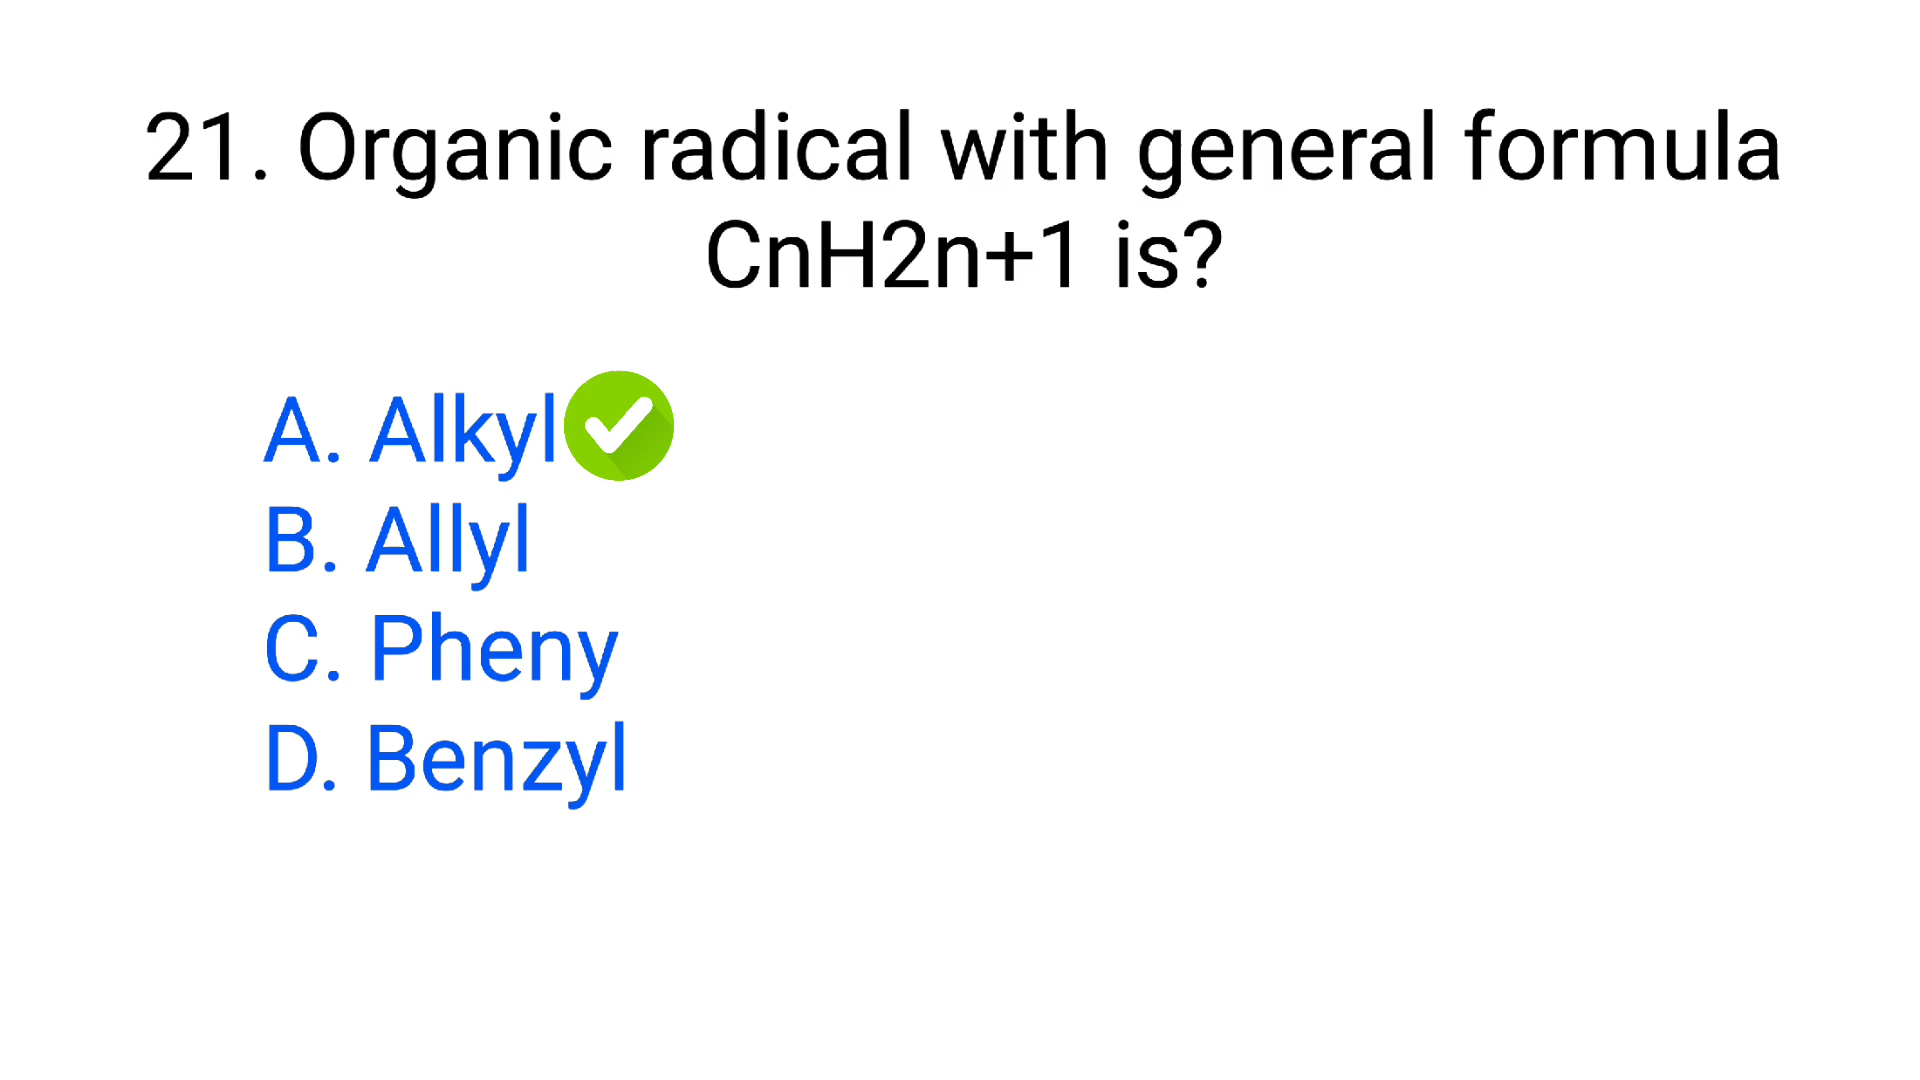 21. Organic radical with general formula
CnH2n+1 is?
A. Alkyl
B. Allyl
C. Pheny
D. Benzyl